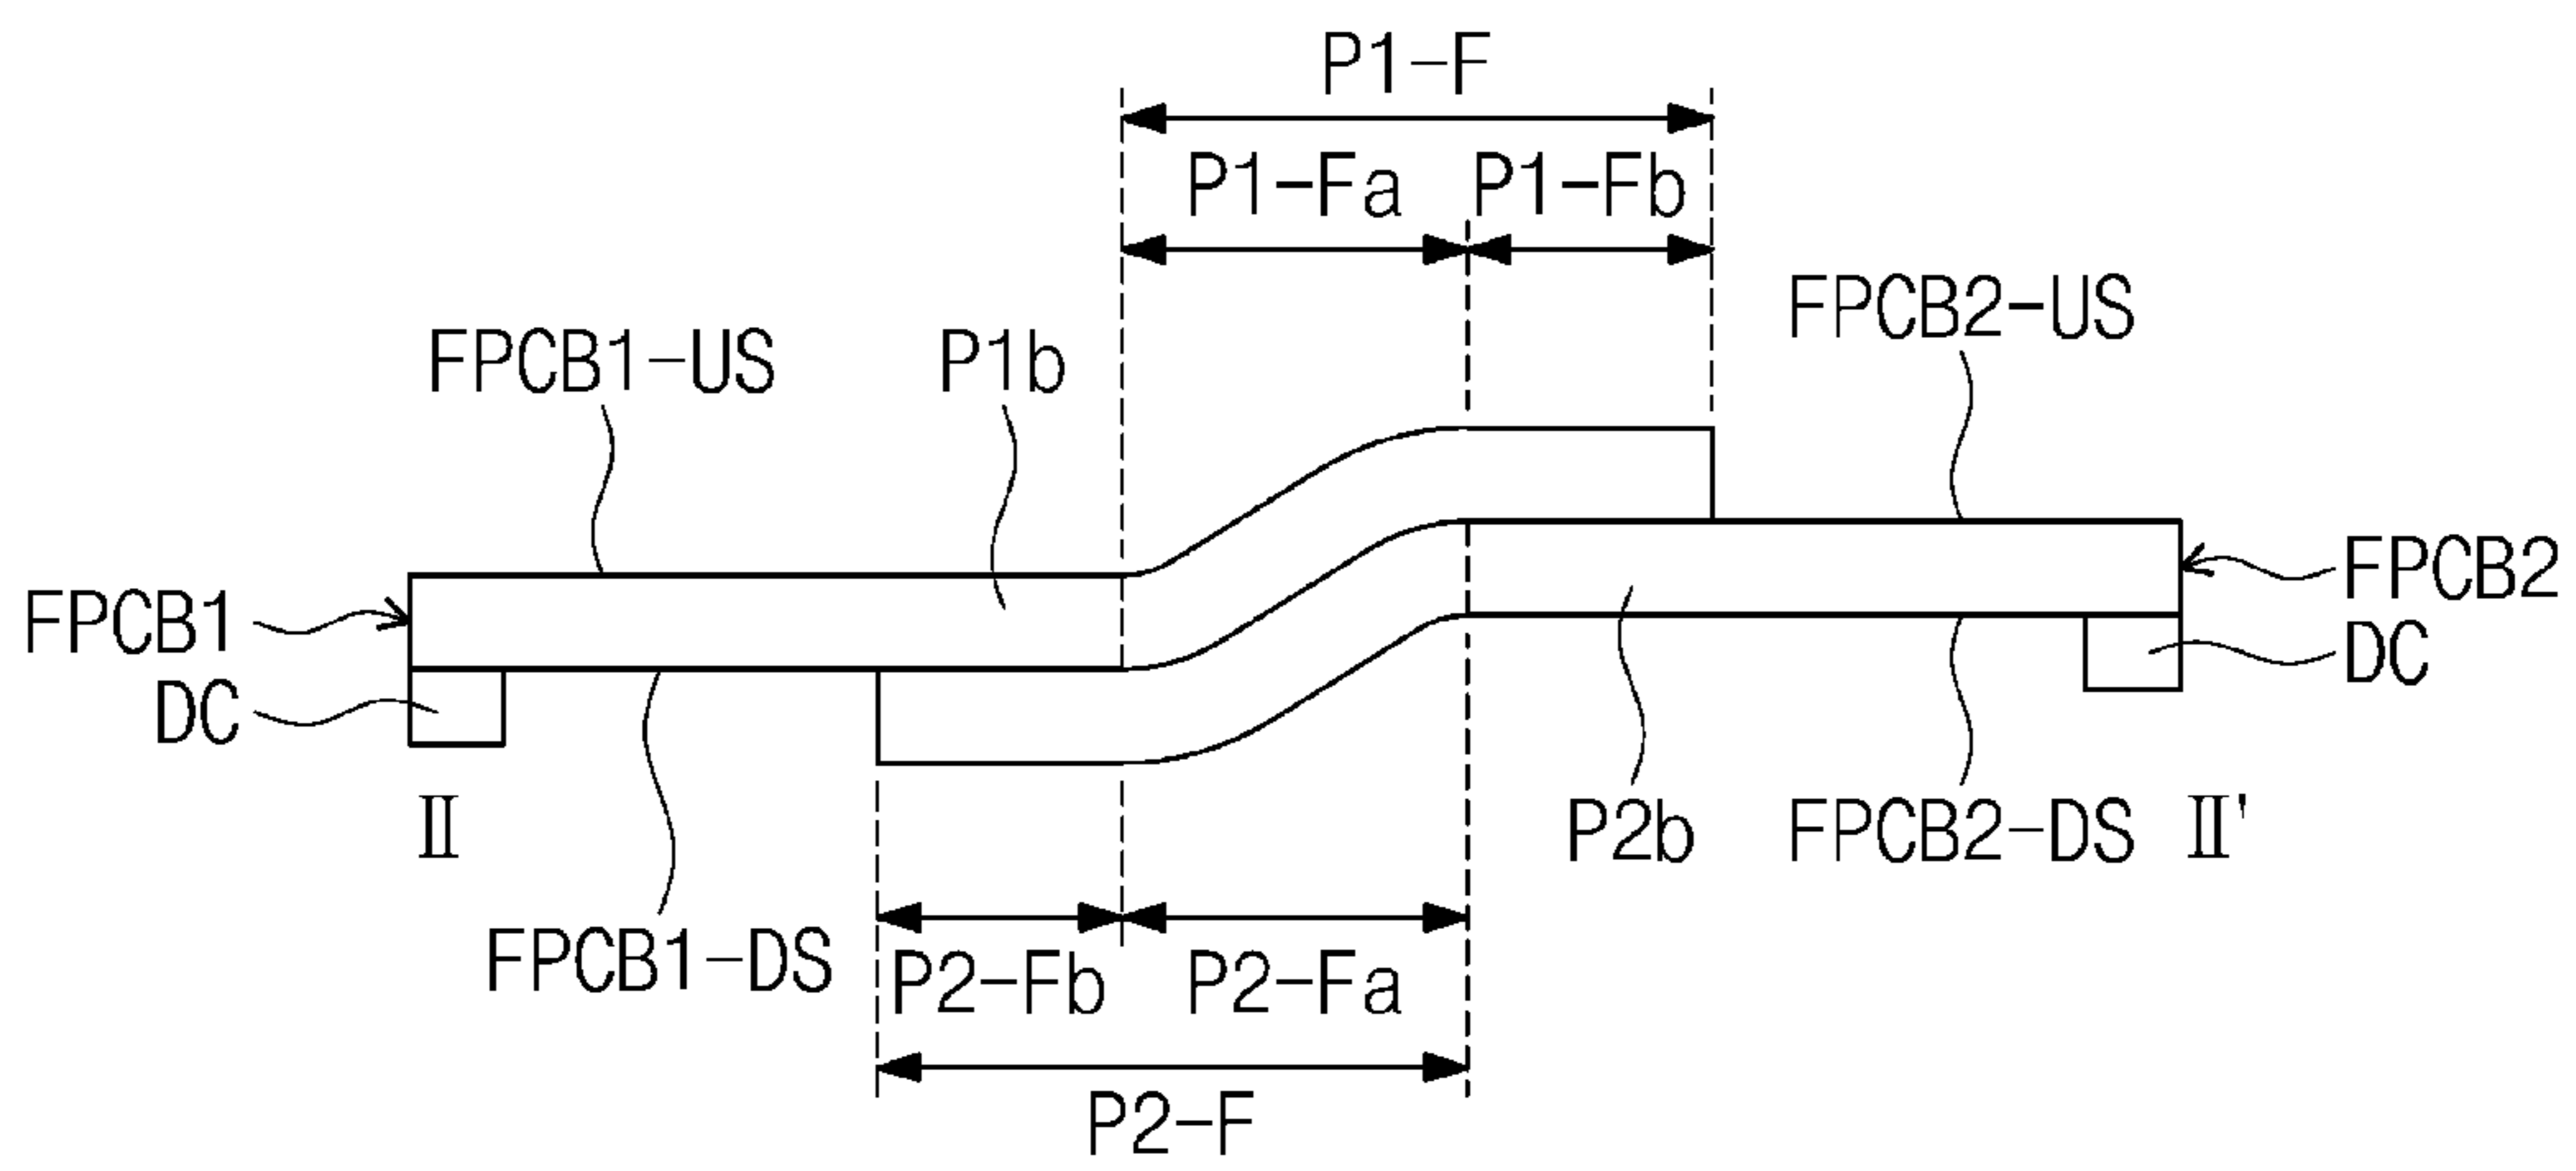 P1-F
P1-Fa P1-Fb
FPCB2-US
FPCB1-US P1b
FPCB2
FPCB1
DC
DC
II P2b FPCB2-DS II'
FPCB1-DS
P2-Fb P2-Fa
P2-F